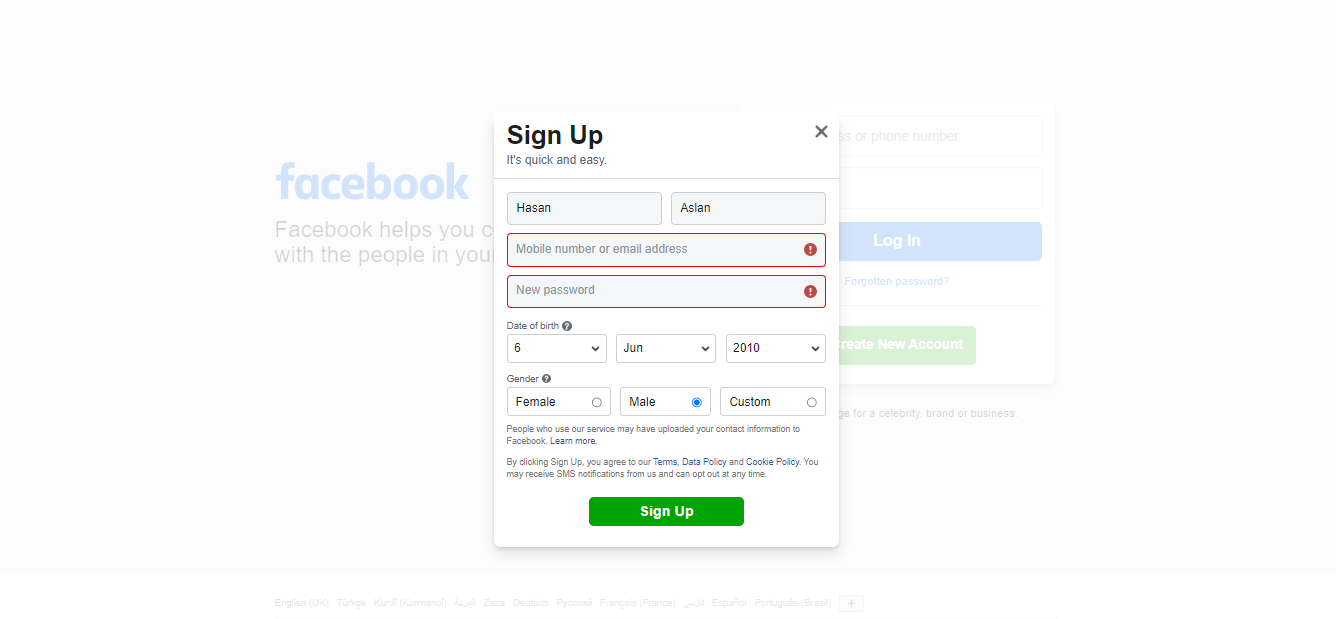 Sign Up
It's quick and easy.
facebook
Facebook helps you c
with the people in your
ss or phone number
Hasan Aslan
Mobile number or email address
New password
Log In
Forgotten password?
Date of birth
6 Jun 2010
Create New Account
Gender
Female Male Custom
ge for a celebrity, brand or business.
People who use our service may have uploaded your contact information to
Facebook. Learn more.
By clicking Sign Up, you agree to our Terms, Data Policy and Cookie Policy. You
may receive SMS notifications from us and can opt out at any time.
Sign Up
English (UK) Türkçe Kurdî (Kurmancî) العربية Zaza Deutsch Русский Français (France) فارسی Español Português (Brasil) +